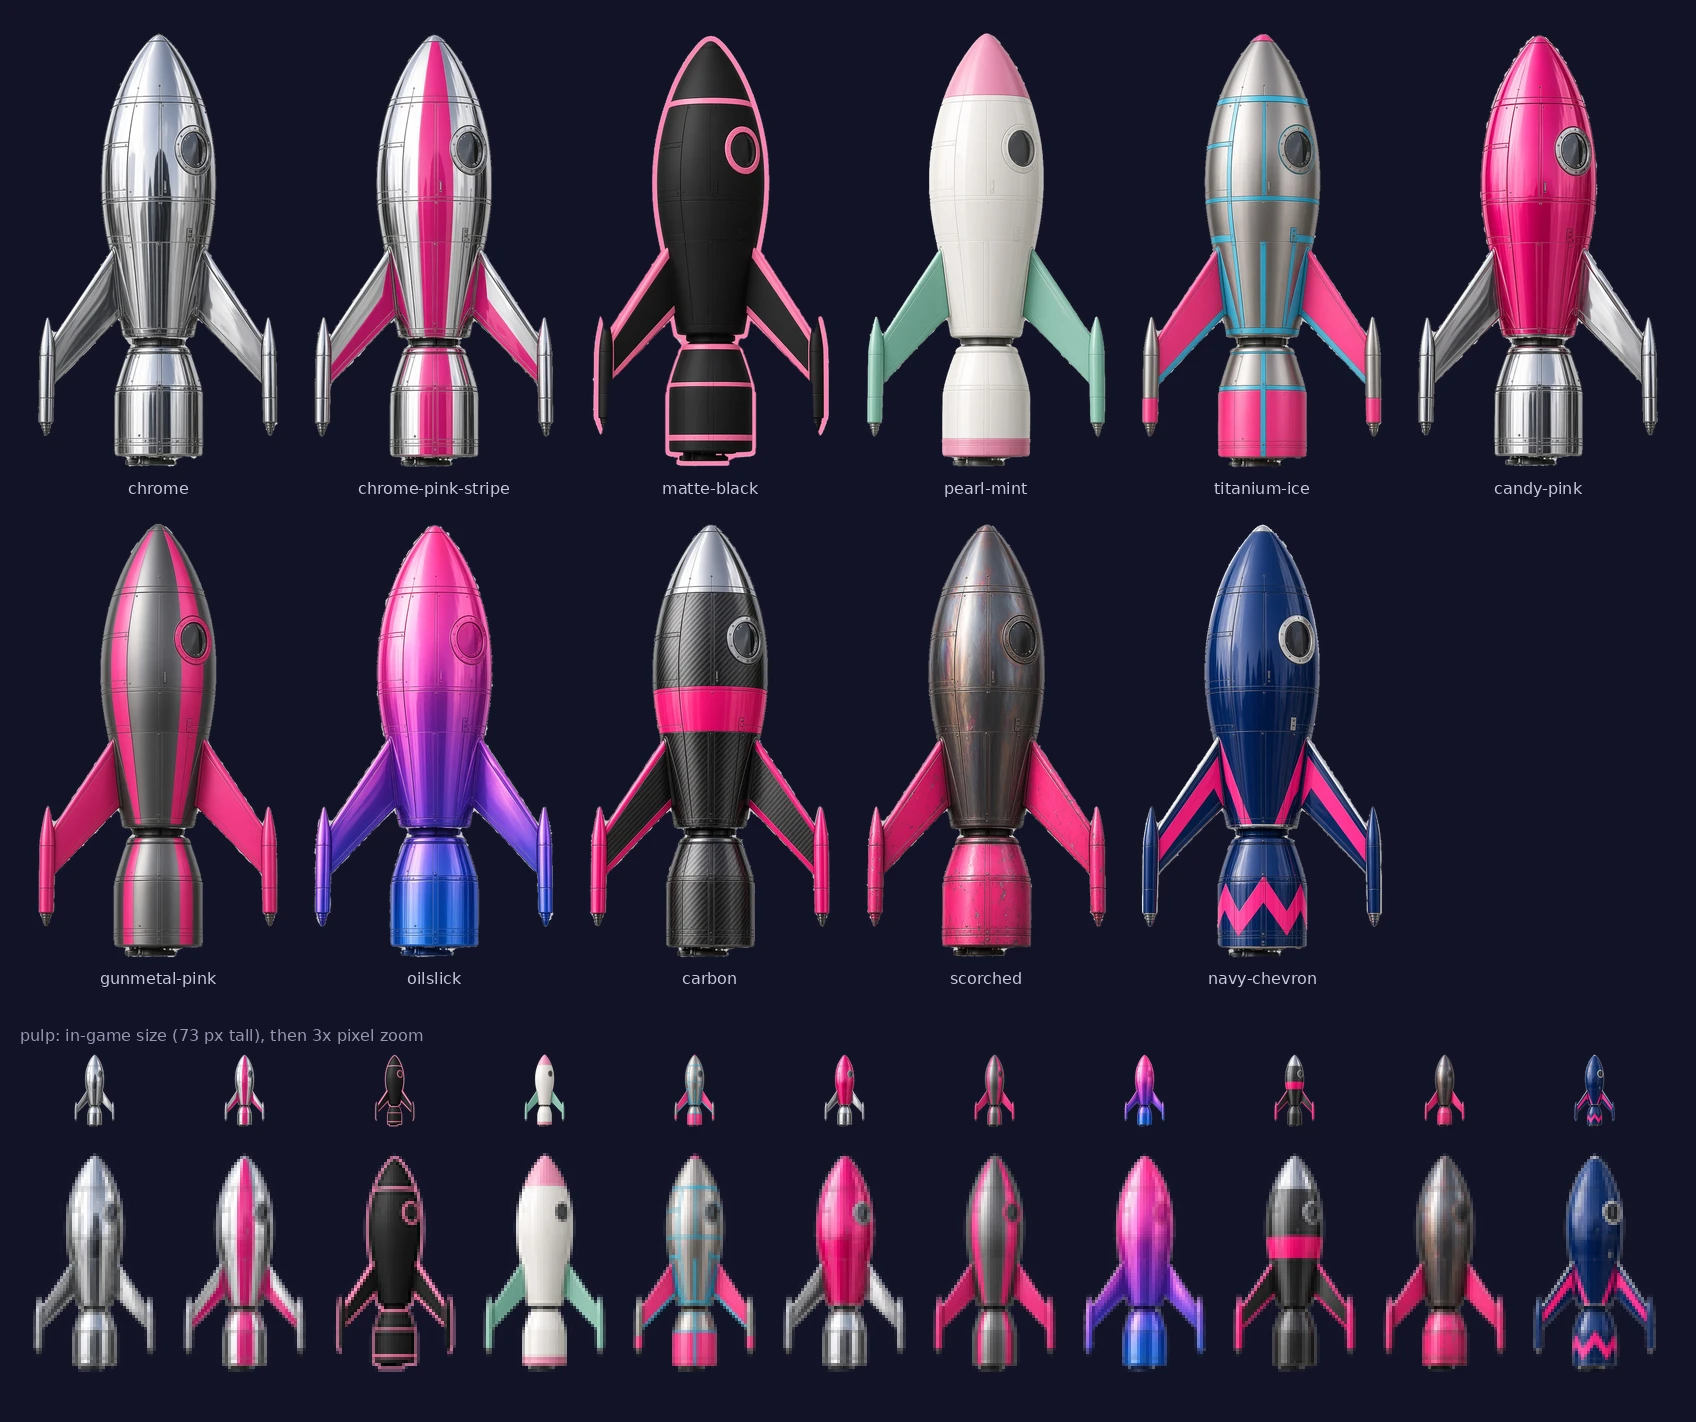 chrome
chrome-pink-stripe
matte-black
pearl-mint
titanium-ice
candy-pink
gunmetal-pink
oilslick
carbon
scorched
navy-chevron
pulp: in-game size (73 px tall), then 3x pixel zoom